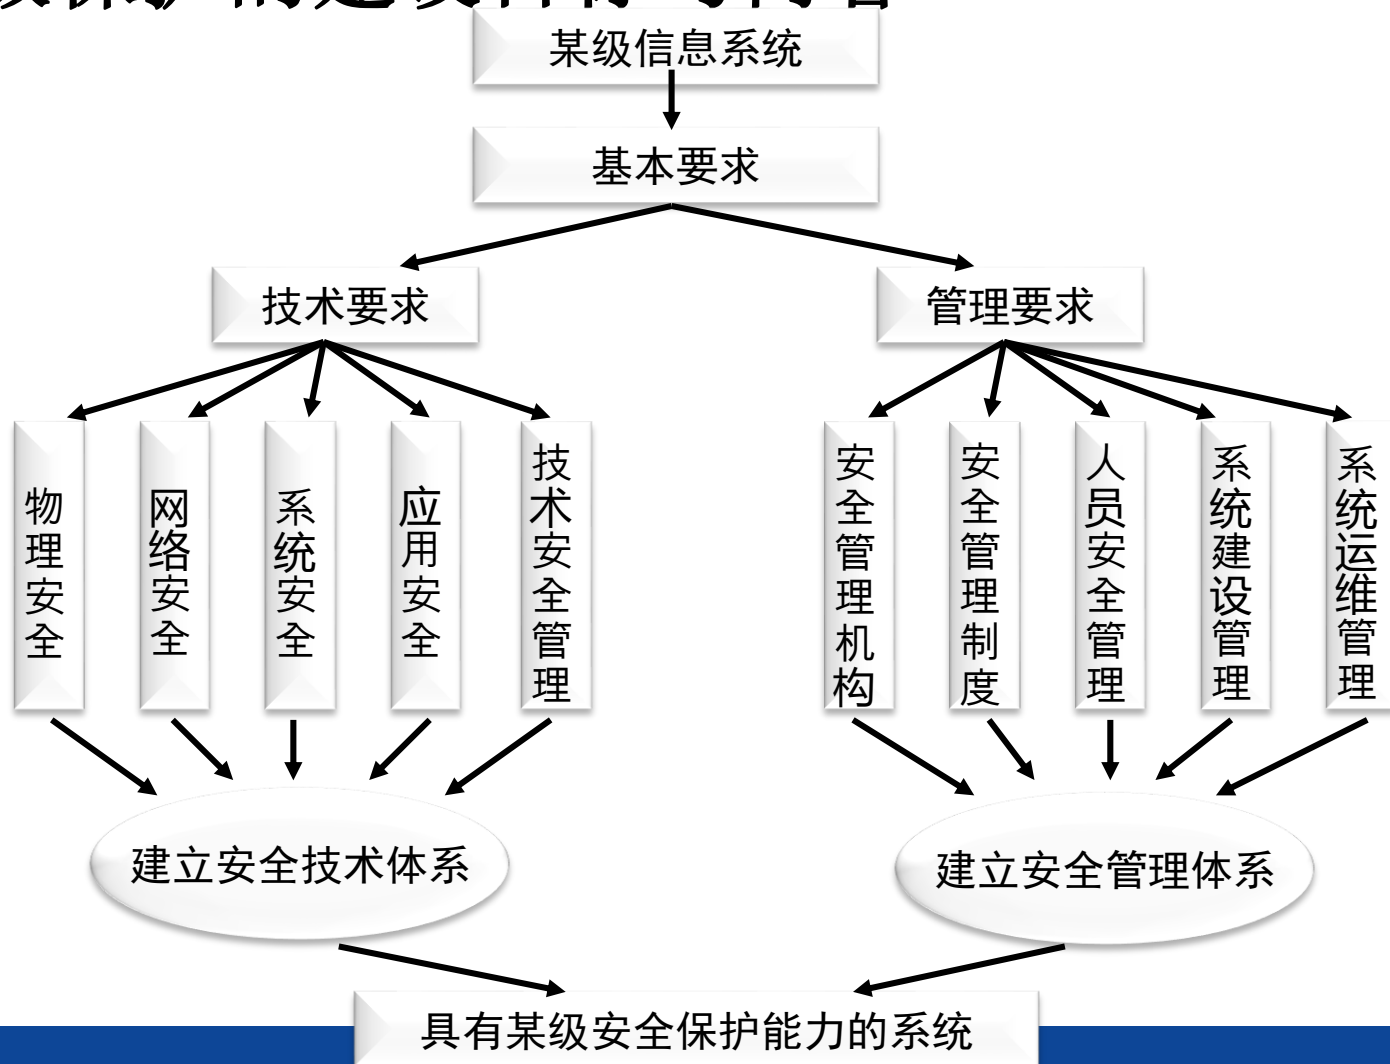 某级信息系统
基本要求
技术要求
管理要求
物理安全
网络安全
系统安全
应用安全
技术安全管理
安全管理机构
安全管理制度
人员安全管理
系统建设管理
系统运维管理
建立安全技术体系
建立安全管理体系
具有某级安全保护能力的系统